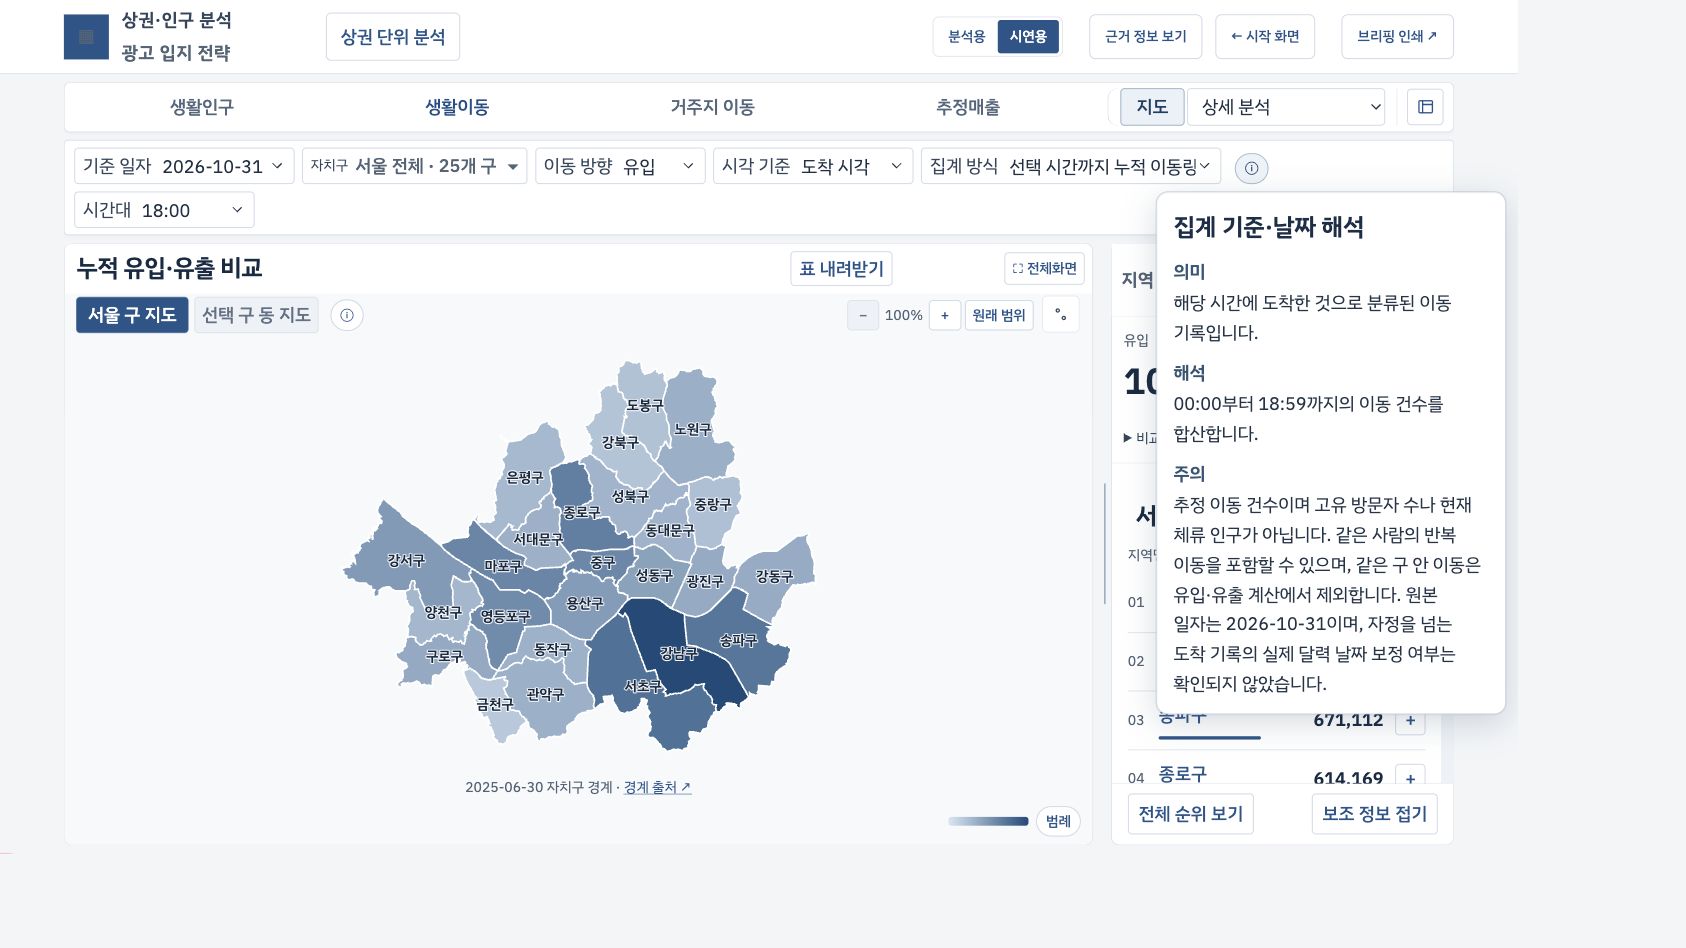 상권·인구 분석
광고 입지 전략
상권 단위 분석
분석용
시연용
근거 정보 보기
← 시작 화면
브리핑 인쇄 ↗
생활인구
생활이동
거주지 이동
추정매출
지도
상세 분석
기준 일자 2026-10-31
자치구 서울 전체 · 25개 구
이동 방향 유입
시각 기준 도착 시각
집계 방식 선택 시간까지 누적 이동량
시간대 18:00
누적 유입·유출 비교
표 내려받기
전체화면
서울 구 지도
선택 구 동 지도
− 100% +
원래 범위
도봉구
노원구
강북구
은평구
성북구
중랑구
종로구
동대문구
서대문구
강서구
마포구
중구
성동구
광진구
강동구
용산구
양천구
영등포구
송파구
동작구
강남구
구로구
서초구
관악구
금천구
2025-06-30 자치구 경계 · 경계 출처 ↗
범례
지역
유입
▶
01
02
03 송파구 671,112 +
04 종로구 614,169 +
전체 순위 보기
보조 정보 접기
집계 기준·날짜 해석
의미
해당 시간에 도착한 것으로 분류된 이동
기록입니다.
해석
00:00부터 18:59까지의 이동 건수를
합산합니다.
주의
추정 이동 건수이며 고유 방문자 수나 현재
체류 인구가 아닙니다. 같은 사람의 반복
이동을 포함할 수 있으며, 같은 구 안 이동은
유입·유출 계산에서 제외합니다. 원본
일자는 2026-10-31이며, 자정을 넘는
도착 기록의 실제 달력 날짜 보정 여부는
확인되지 않았습니다.